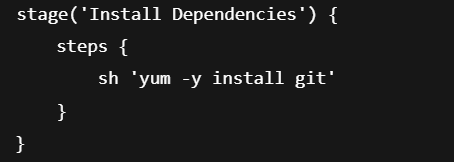 stage('Install Dependencies') {
    steps {
        sh 'yum -y install git'
    }
}